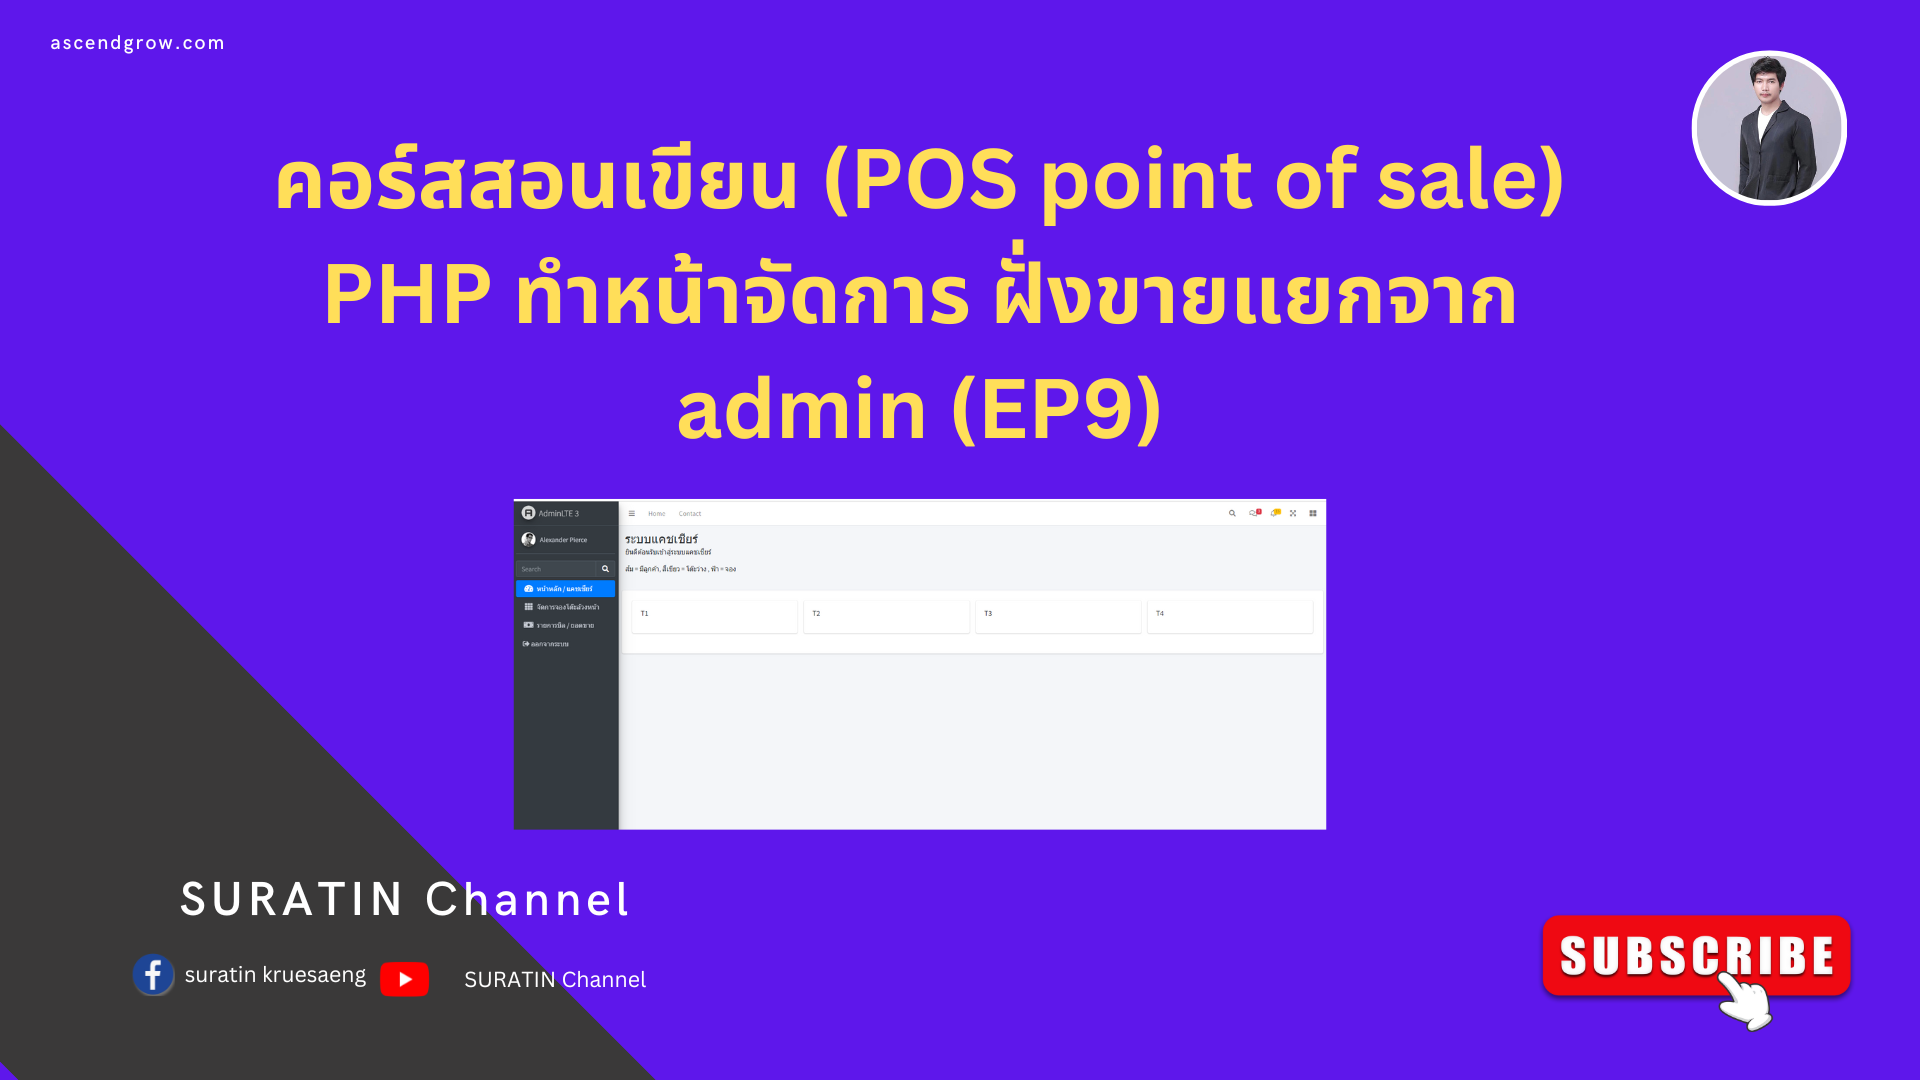 ascendgrow.com
คอร์สสอนเขียน (POS point of sale)
PHP ทำหน้าจัดการ ฝั่งขายแยกจาก
admin (EP9)
AdminLTE 3
Home Contact
Alexander Pierce
ระบบแคชเชียร์
ยินดีต้อนรับเข้าสู่ระบบแคชเชียร์
ส้ม = มีลูกค้า, สีเขียว = โต๊ะว่าง , ฟ้า = จอง
Search
หน้าหลัก / แคชเชียร์
จัดการจองโต๊ะล่วงหน้า
รายการบิล / ยอดขาย
ออกจากระบบ
T1 T2 T3 T4
SURATIN Channel
suratin kruesaeng
SURATIN Channel
SUBSCRIBE